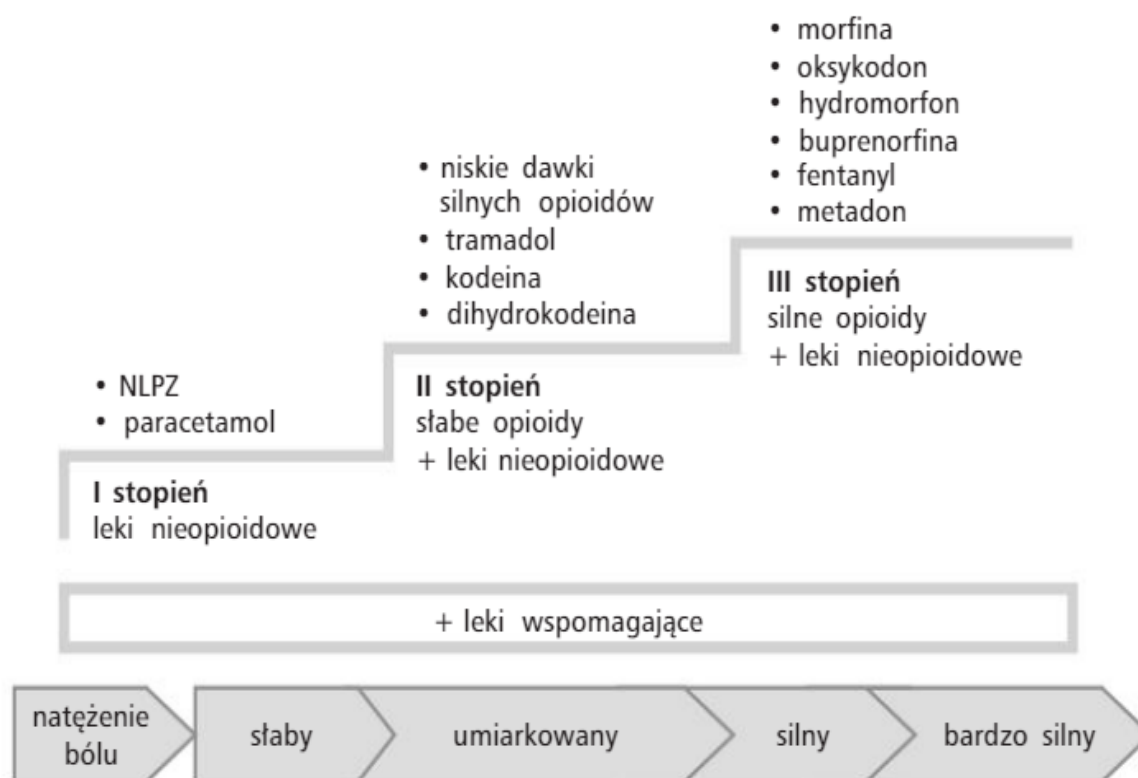 • NLPZ
• paracetamol
I stopień
leki nieopioidowe
• niskie dawki
silnych opioidów
• tramadol
• kodeina
• dihydrokodeina
II stopień
słabe opioidy
+ leki nieopioidowe
• morfina
• oksykodon
• hydromorfon
• buprenorfina
• fentanyl
• metadon
III stopień
silne opioidy
+ leki nieopioidowe
+ leki wspomagające
natężenie
bólu
słaby
umiarkowany
silny
bardzo silny